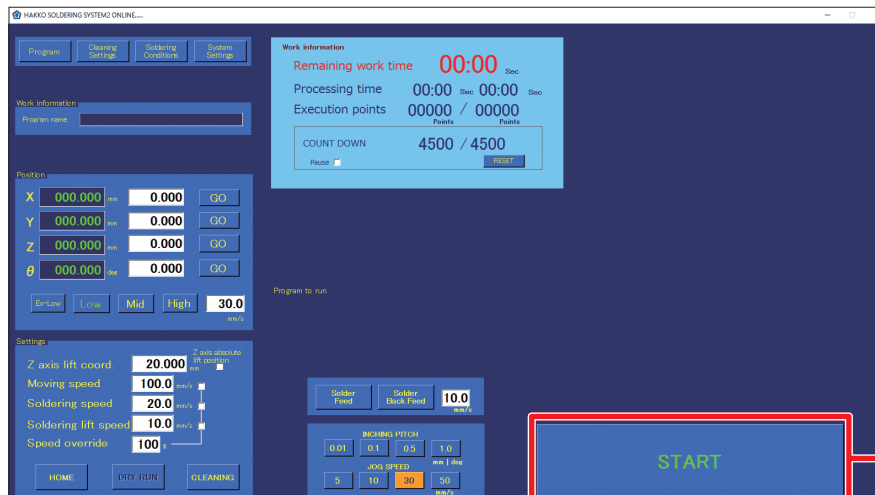 HAKKO SOLDERING SYSTEM2 ONLINE.....
Program
Cleaning Settings
Soldering Conditions
System Settings
Work information
Program name
Work information
Remaining work time 00:00 Sec
Processing time 00:00 Sec 00:00 Sec
Execution points 00000 / 00000
Points Points
COUNT DOWN 4500 / 4500
Pause RESET
Position
X 000.000 mm 0.000 GO
Y 000.000 mm 0.000 GO
Z 000.000 mm 0.000 GO
θ 000.000 deg 0.000 GO
Ex-Low Low Mid High 30.0
mm/s
Program to run
Settings
Z axis lift coord. 20.000 mm
Z axis absolute
lift position
Moving speed 100.0 mm/s
Soldering speed 20.0 mm/s
Soldering lift speed 10.0 mm/s
Speed override 100 %
HOME DRY RUN CLEANING
Solder Feed
Solder Back Feed
10.0
mm/s
INCHING PITCH
0.01 0.1 0.5 1.0
mm | deg
JOG SPEED
5 10 30 50
mm/s
START